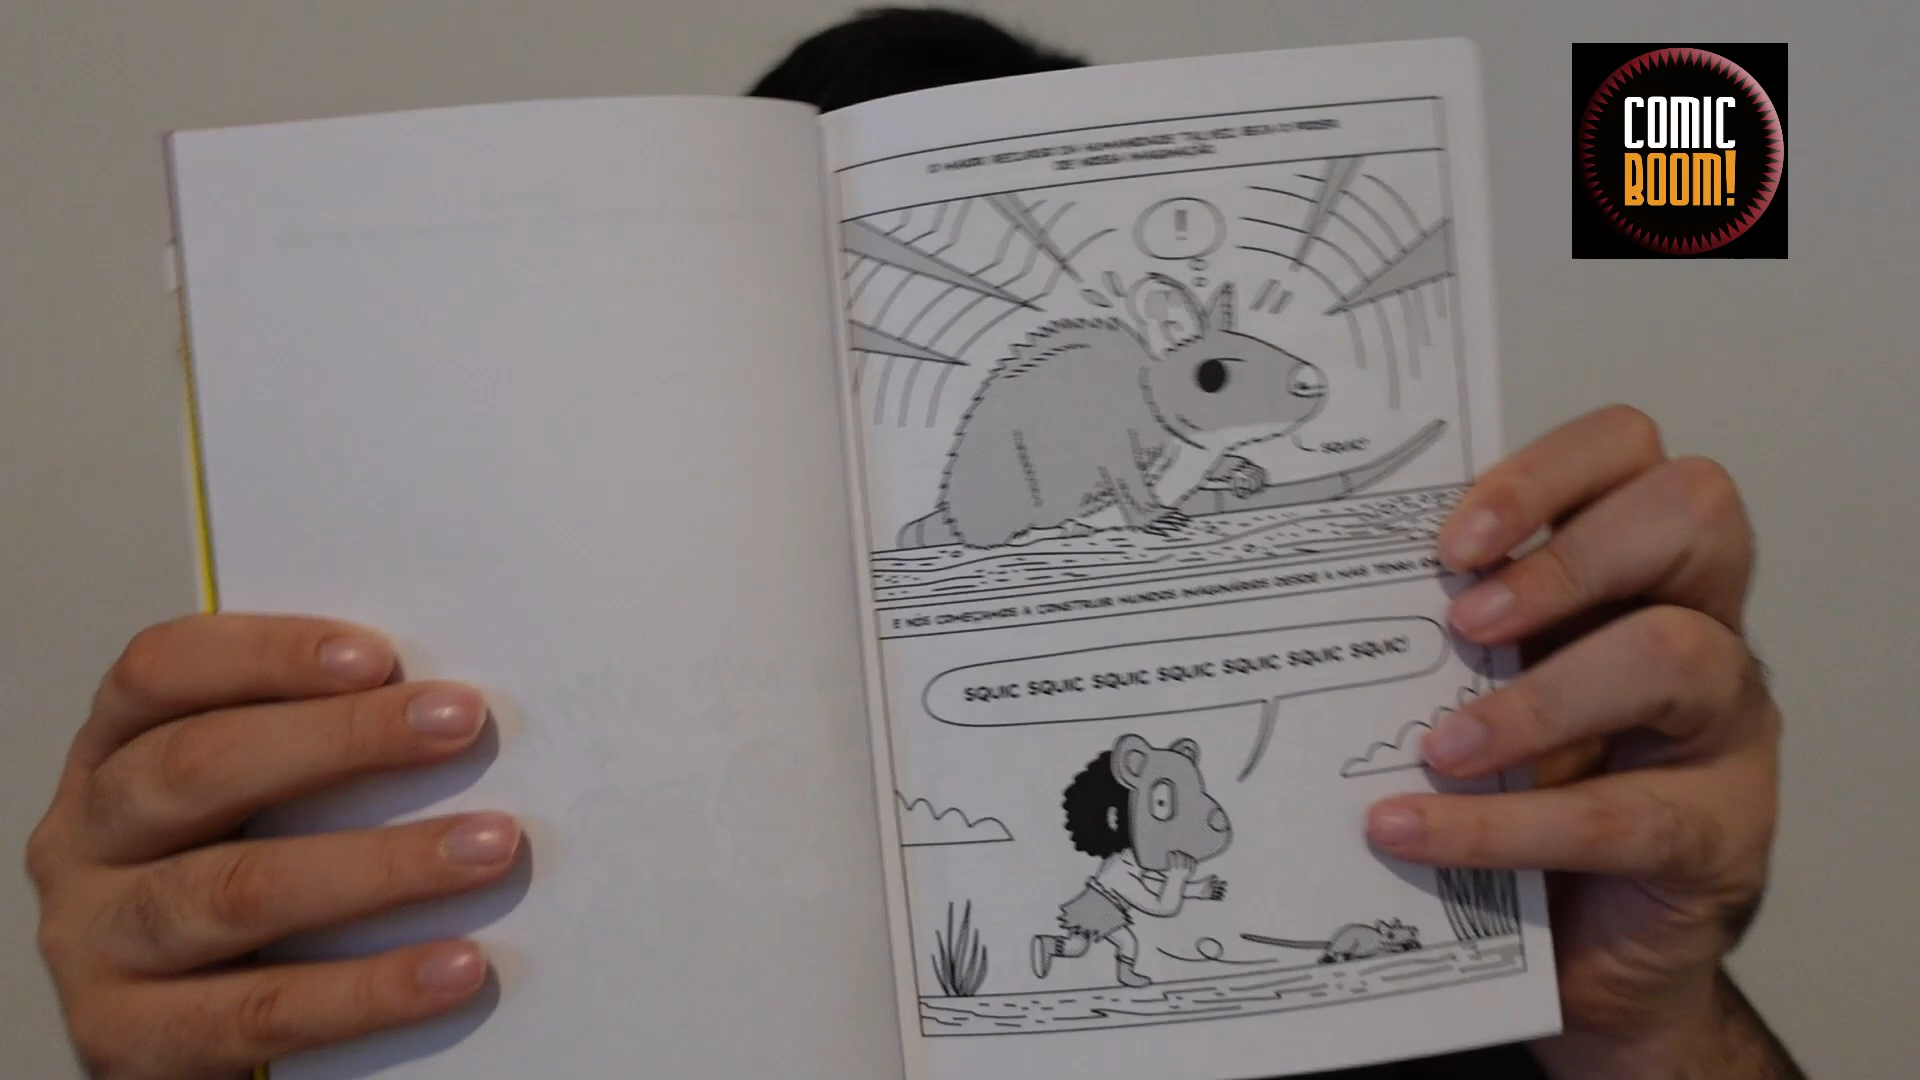 O MAIOR RECURSO DA HUMANIDADE TALVEZ SEJA O PODER
DE NOSSA IMAGINAÇÃO.
!
SQUIC!
E NÓS COMEÇAMOS A CONSTRUIR MUNDOS IMAGINÁRIOS DESDE A MAIS TENRA
SQUIC SQUIC SQUIC SQUIC SQUIC SQUIC SQUIC!
COMIC
BOOM!